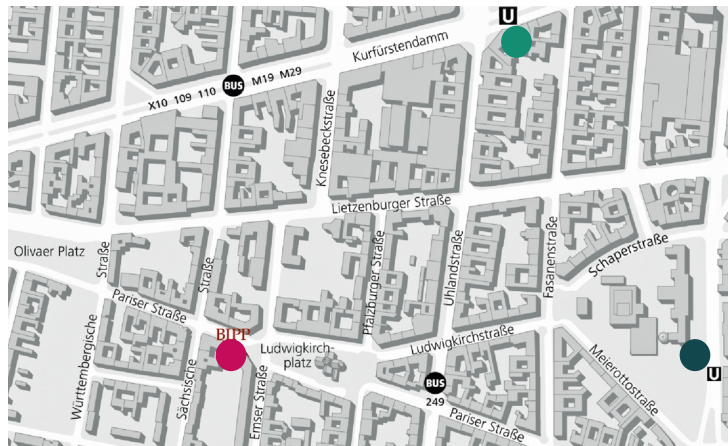 U
Kurfürstendamm
BUS
X10 109 110
M19 M29
Knesebeckstraße
Lietzenburger Straße
Olivaer Platz
Straße
Straße
Pfalzburger Straße
Uhlandstraße
Fasanenstraße
Schaperstraße
Pariser Straße
BIPP
Ludwigkirch-
platz
Ludwigkirchstraße
Württembergische
Sächsische
Emser Straße
BUS
249
Pariser Straße
Meierottostraße
U